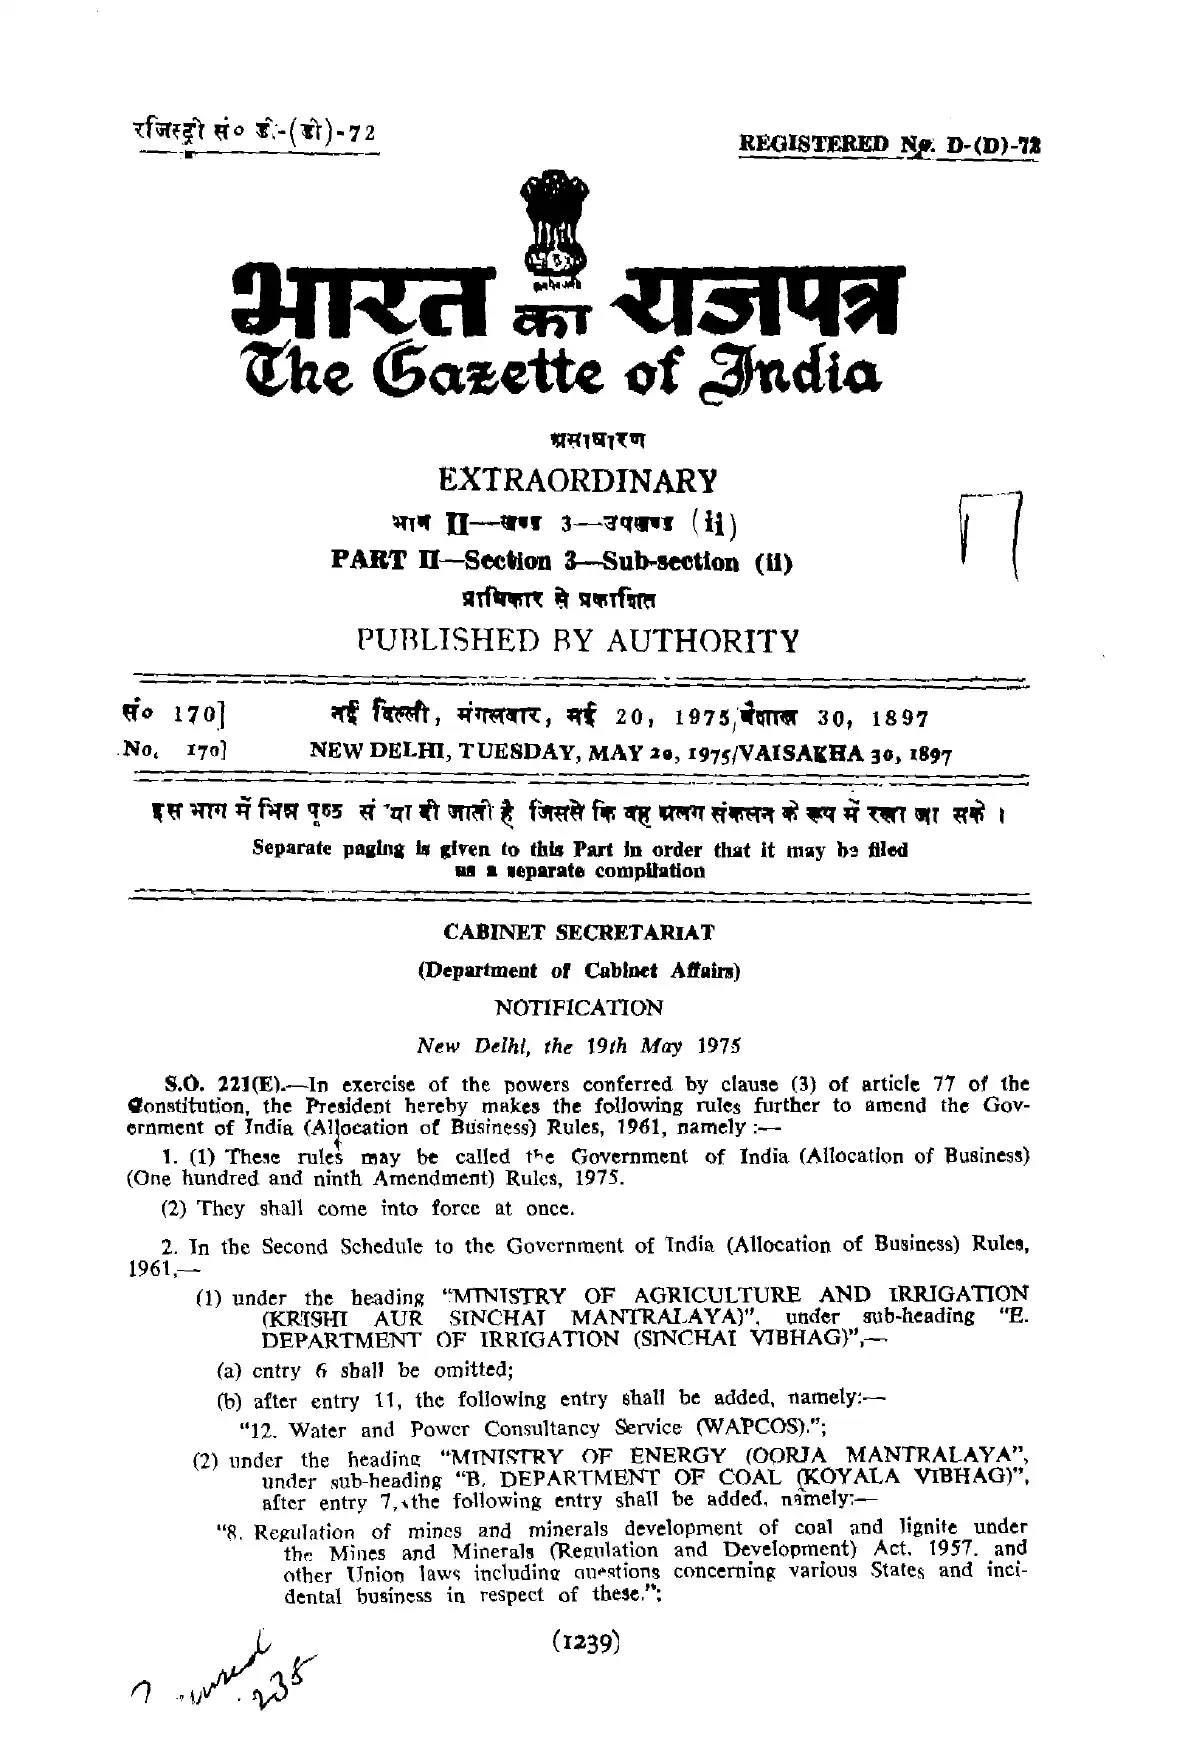 रजिस्ट्री सं० डी.-(डी)-72
REGISTERED No. D-(D)-72
भारत का राजपत्र
The Gazette of India
असाधारण
EXTRAORDINARY
भाग II—खण्ड 3—उपखण्ड (ii)
PART II—Section 3—Sub-section (ii)
प्राधिकार से प्रकाशित
PUBLISHED BY AUTHORITY
सं० 170]
नई दिल्ली, मंगलवार, मई 20, 1975/वैशाख 30, 1897
No. 170]
NEW DELHI, TUESDAY, MAY 20, 1975/VAISAKHA 30, 1897
इस भाग में भिन्न पृष्ठ संख्या दी जाती है जिससे कि यह अलग संकलन के रूप में रखा जा सके ।
Separate paging is given to this Part in order that it may be filed
as a separate compilation
CABINET SECRETARIAT
(Department of Cabinet Affairs)
NOTIFICATION
New Delhi, the 19th May 1975
S.O. 221(E).—In exercise of the powers conferred by clause (3) of article 77 of the
Constitution, the President hereby makes the following rules further to amend the Gov-
ernment of India (Allocation of Business) Rules, 1961, namely :—
1. (1) These rules may be called the Government of India (Allocation of Business)
(One hundred and ninth Amendment) Rules, 1975.
(2) They shall come into force at once.
2. In the Second Schedule to the Government of India (Allocation of Business) Rules,
1961,—
(1) under the heading "MINISTRY OF AGRICULTURE AND IRRIGATION
(KRISHI AUR SINCHAI MANTRALAYA)", under sub-heading "E.
DEPARTMENT OF IRRIGATION (SINCHAI VIBHAG)",—
(a) entry 6 shall be omitted;
(b) after entry 11, the following entry shall be added, namely:—
"12. Water and Power Consultancy Service (WAPCOS).";
(2) under the heading "MINISTRY OF ENERGY (OORJA MANTRALAYA",
under sub-heading "B. DEPARTMENT OF COAL (KOYALA VIBHAG)",
after entry 7, the following entry shall be added, namely:—
"8. Regulation of mines and minerals development of coal and lignite under
the Mines and Minerals (Regulation and Development) Act, 1957, and
other Union laws including questions concerning various States and inci-
dental business in respect of these.";
(1239)
238